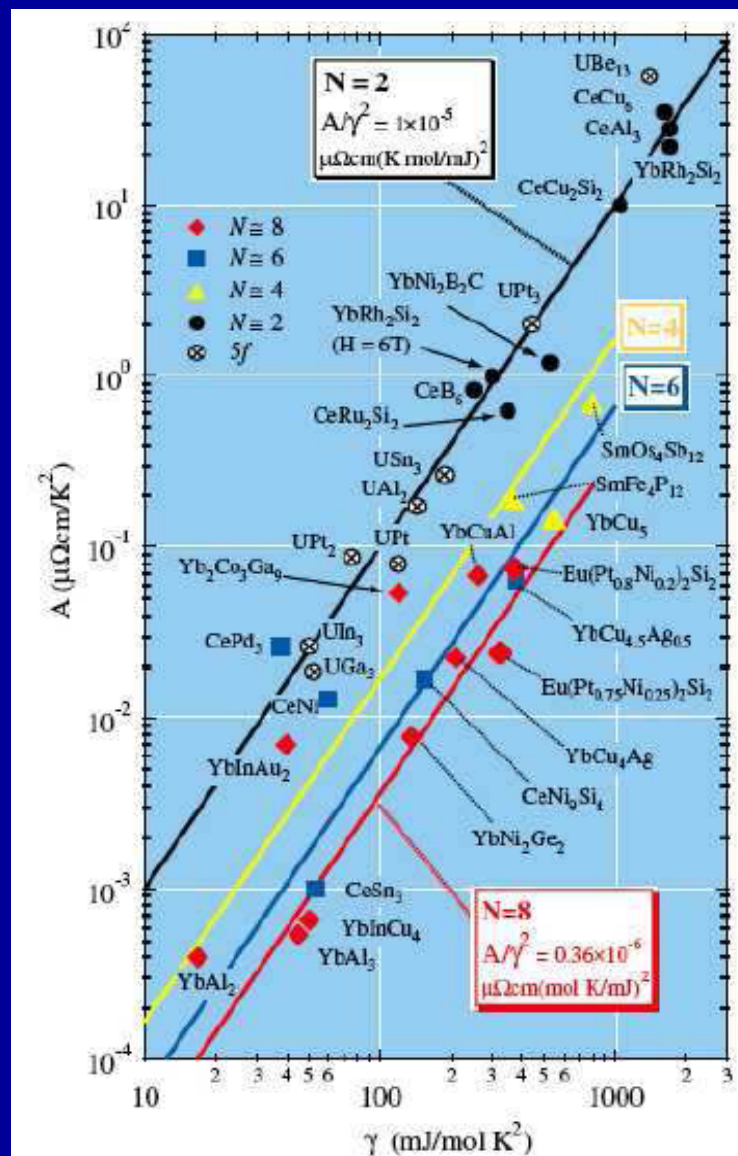 10²
10¹
10⁰
10⁻¹
10⁻²
10⁻³
10⁻⁴
A (μΩcm/K²)
N = 2
A/γ² = 1×10⁻⁵
μΩcm(K mol/mJ)²
N ≅ 8
N ≅ 6
N ≅ 4
N ≅ 2
5f
UBe₁₃
CeCu₆
CeAl₃
YbRh₂Si₂
CeCu₂Si₂
YbNi₂B₂C
UPt₃
YbRh₂Si₂
(H = 6T)
CeB₆
CeRu₂Si₂
N=4
N=6
USn₃
UAl₂
SmOs₄Sb₁₂
SmFe₄P₁₂
YbCu₅
UPt₂
UPt
YbCuAl
Yb₂Co₃Ga₉
Eu(Pt₀.₈Ni₀.₂)₂Si₂
CePd₃
UIn₃
UGa₃
YbCu₄.₅Ag₀.₅
CeNi
Eu(Pt₀.₇₅Ni₀.₂₅)₂Si₂
YbInAu₂
YbCu₄Ag
CeNi₉Si₄
YbNi₂Ge₂
CeSn₃
YbInCu₄
YbAl₃
YbAl₂
N=8
A/γ² = 0.36×10⁻⁶
μΩcm(mol K/mJ)²
2 3 4 5 6 2 3 4 5 6 2 3
10 100 1000
γ (mJ/mol K²)